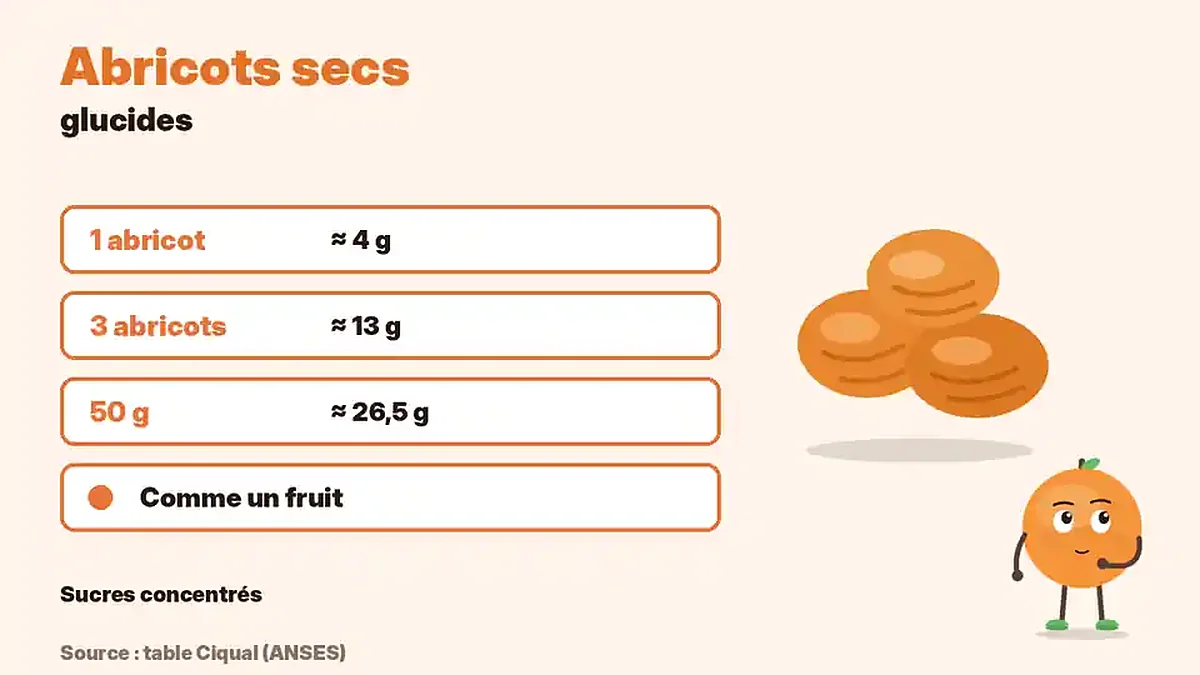 Abricots secs
glucides
1 abricot ≈ 4 g
3 abricots ≈ 13 g
50 g ≈ 26,5 g
Comme un fruit
Sucres concentrés
Source : table Ciqual (ANSES)